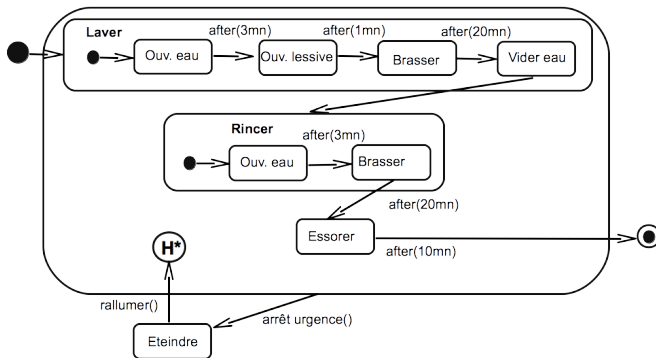 Laver
after(3mn)
after(1mn)
after(20mn)
Ouv. eau
Ouv. lessive
Brasser
Vider eau
Rincer
after(3mn)
Ouv. eau
Brasser
after(20mn)
Essorer
after(10mn)
H*
rallumer()
arrêt urgence()
Eteindre